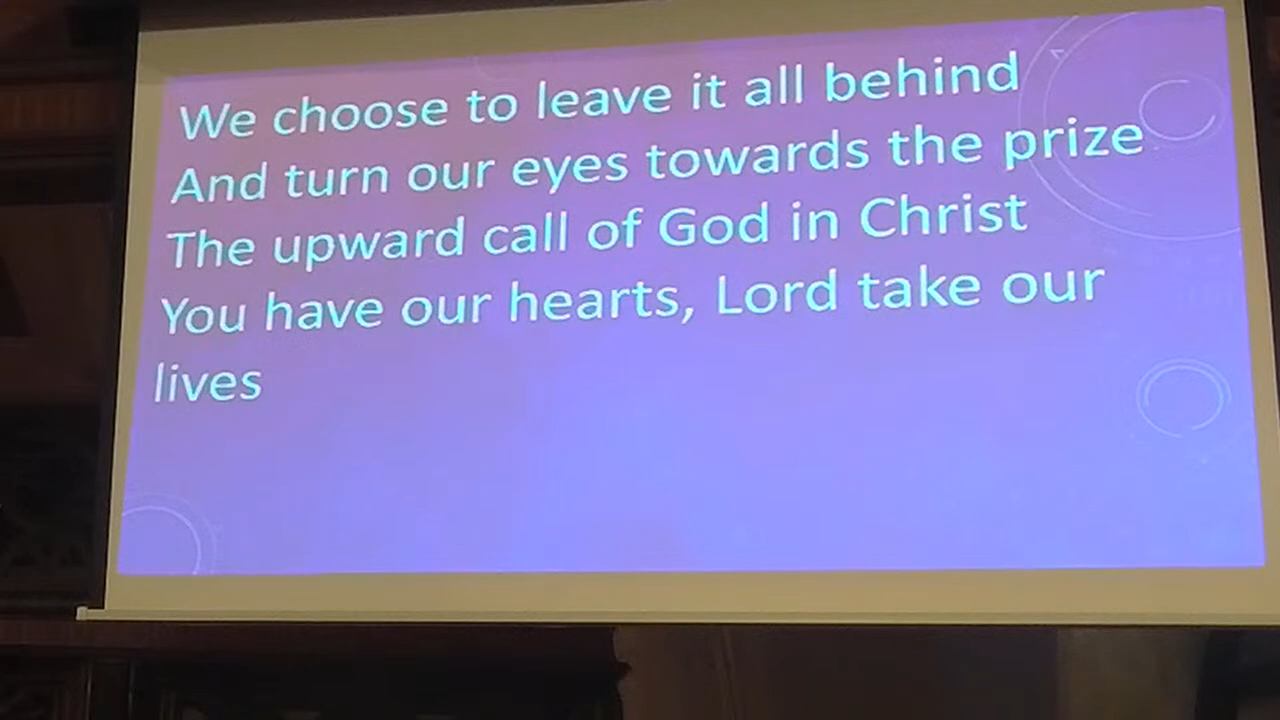 We choose to leave it all behind
And turn our eyes towards the prize
The upward call of God in Christ
You have our hearts, Lord take our
lives